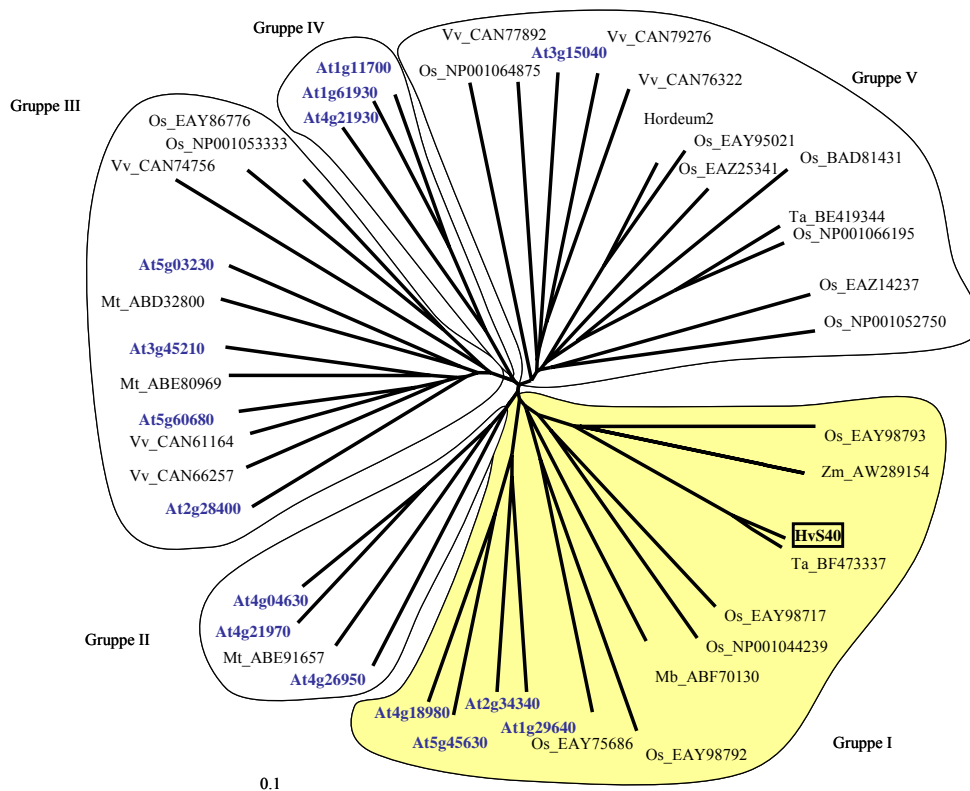 Gruppe IV
Vv_CAN77892
Vv_CAN79276
At3g15040
At1g11700
Os_NP001064875
Gruppe V
Vv_CAN76322
Gruppe III
At1g61930
At4g21930
Os_EAY86776
Hordeum2
Os_NP001053333
Os_EAY95021
Vv_CAN74756
Os_EAZ25341
Os_BAD81431
Ta_BE419344
Os_NP001066195
At5g03230
Os_EAZ14237
Mt_ABD32800
Os_NP001052750
At3g45210
Mt_ABE80969
At5g60680
Vv_CAN61164
Os_EAY98793
Vv_CAN66257
Zm_AW289154
At2g28400
HvS40
Ta_BF473337
At4g04630
Os_EAY98717
At4g21970
Gruppe II
Os_NP001044239
Mt_ABE91657
Mb_ABF70130
At4g26950
At2g34340
At4g18980
At1g29640
At5g45630
Os_EAY75686
Gruppe I
Os_EAY98792
0.1